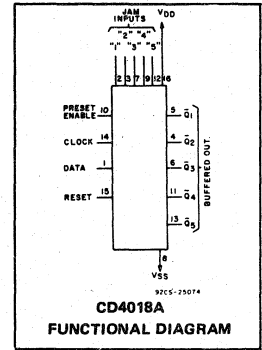 JAM
INPUTS
VDD
"2" "4"
"1" "3" "5"
2 3 7 9 12 16
PRESET
ENABLE 10
5 Q̅1
CLOCK 14
4 Q̅2
DATA 1
6 Q̅3
RESET 15
11 Q̅4
13 Q̅5
BUFFERED OUT.
8
VSS
92CS-25074
CD4018A
FUNCTIONAL DIAGRAM